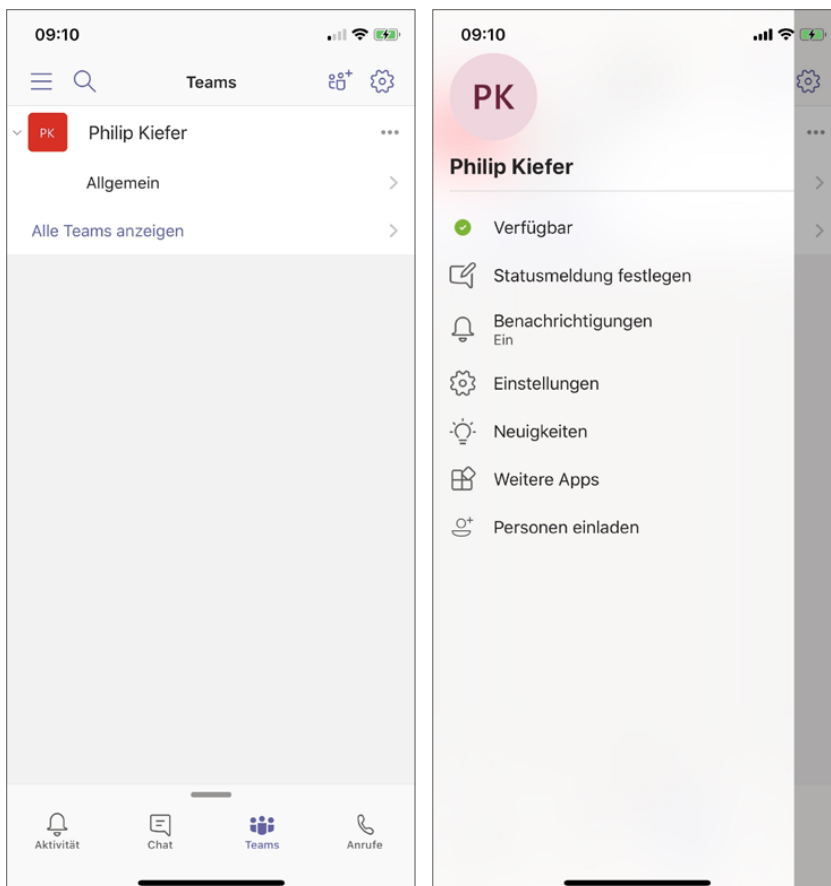 09:10
Teams
PK
Philip Kiefer
Allgemein
Alle Teams anzeigen
Aktivität
Chat
Teams
Anrufe
09:10
PK
Philip Kiefer
Verfügbar
Statusmeldung festlegen
Benachrichtigungen
Ein
Einstellungen
Neuigkeiten
Weitere Apps
Personen einladen